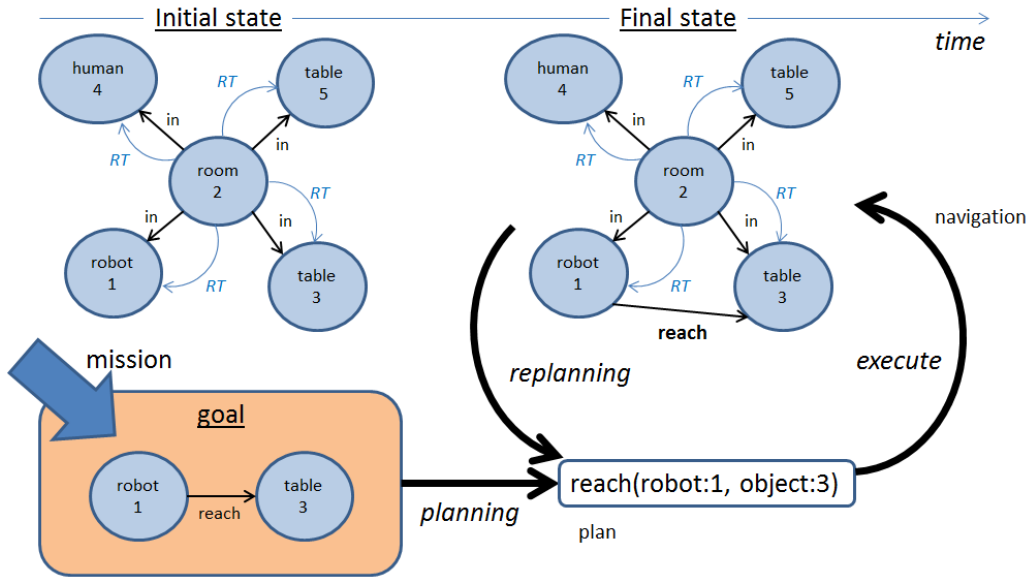 Initial state
Final state
time
human
4
RT
table
5
in
in
RT
room
2
RT
in
in
robot
1
RT
table
3
human
4
RT
table
5
in
in
RT
room
2
RT
in
in
robot
1
RT
table
3
reach
navigation
mission
replanning
execute
goal
robot
1
reach
table
3
planning
reach(robot:1, object:3)
plan